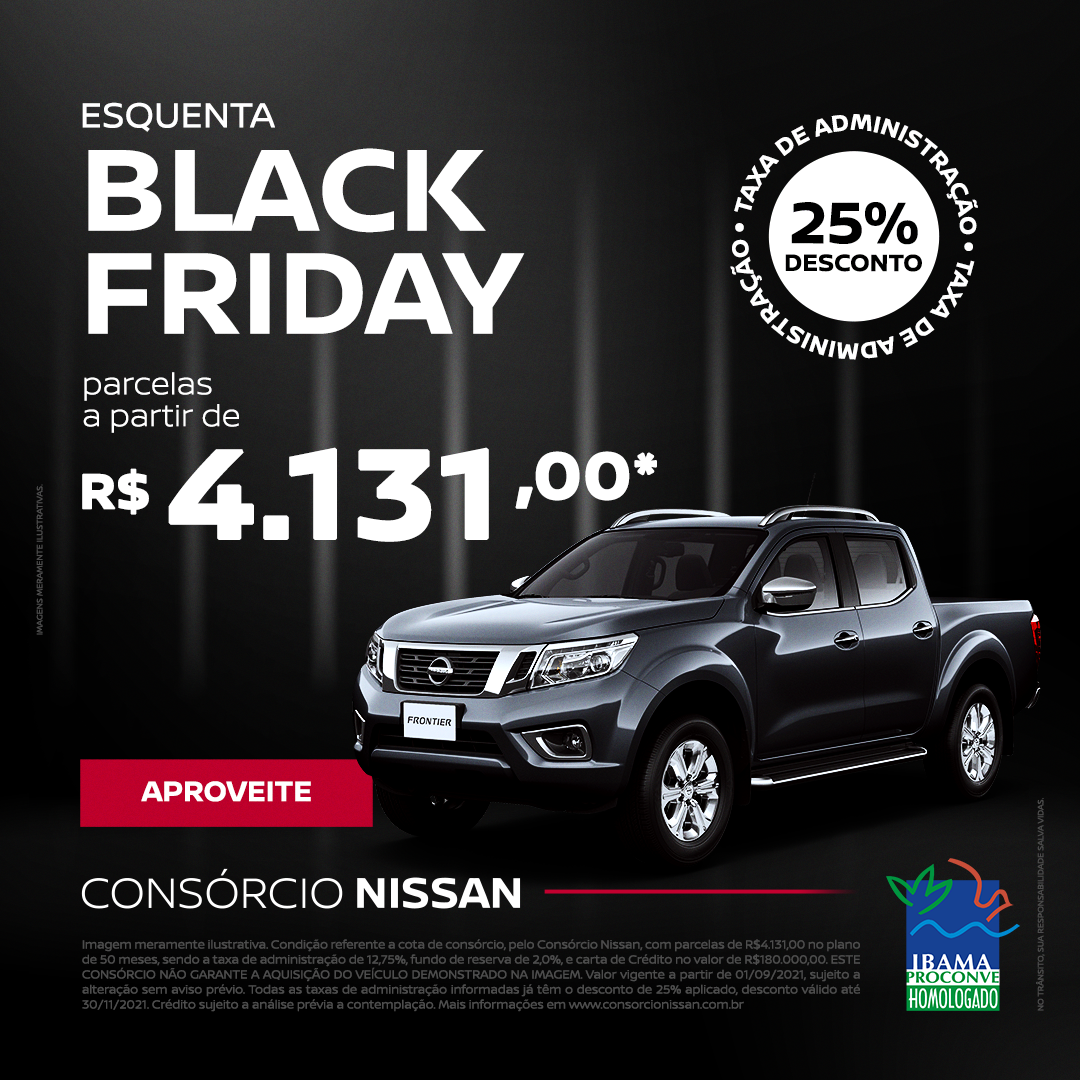 ESQUENTA
BLACK
FRIDAY
parcelas
a partir de
R$ 4.131,00*
TAXA DE ADMINISTRAÇÃO • TAXA DE ADMINISTRAÇÃO •
25%
DESCONTO
IMAGENS MERAMENTE ILUSTRATIVAS.
FRONTIER
APROVEITE
CONSÓRCIO NISSAN
Imagem meramente ilustrativa. Condição referente a cota de consórcio, pelo Consórcio Nissan, com parcelas de R$4.131,00 no plano
de 50 meses, sendo a taxa de administração de 12,75%, fundo de reserva de 2,0%, e carta de Crédito no valor de R$180.000,00. ESTE
CONSÓRCIO NÃO GARANTE A AQUISIÇÃO DO VEÍCULO DEMONSTRADO NA IMAGEM. Valor vigente a partir de 01/09/2021, sujeito a
alteração sem aviso prévio. Todas as taxas de administração informadas já têm o desconto de 25% aplicado, desconto válido até
30/11/2021. Crédito sujeito a análise prévia a contemplação. Mais informações em www.consorcionissan.com.br
IBAMA
PROCONVE
HOMOLOGADO
NO TRÂNSITO, SUA RESPONSABILIDADE SALVA VIDAS.